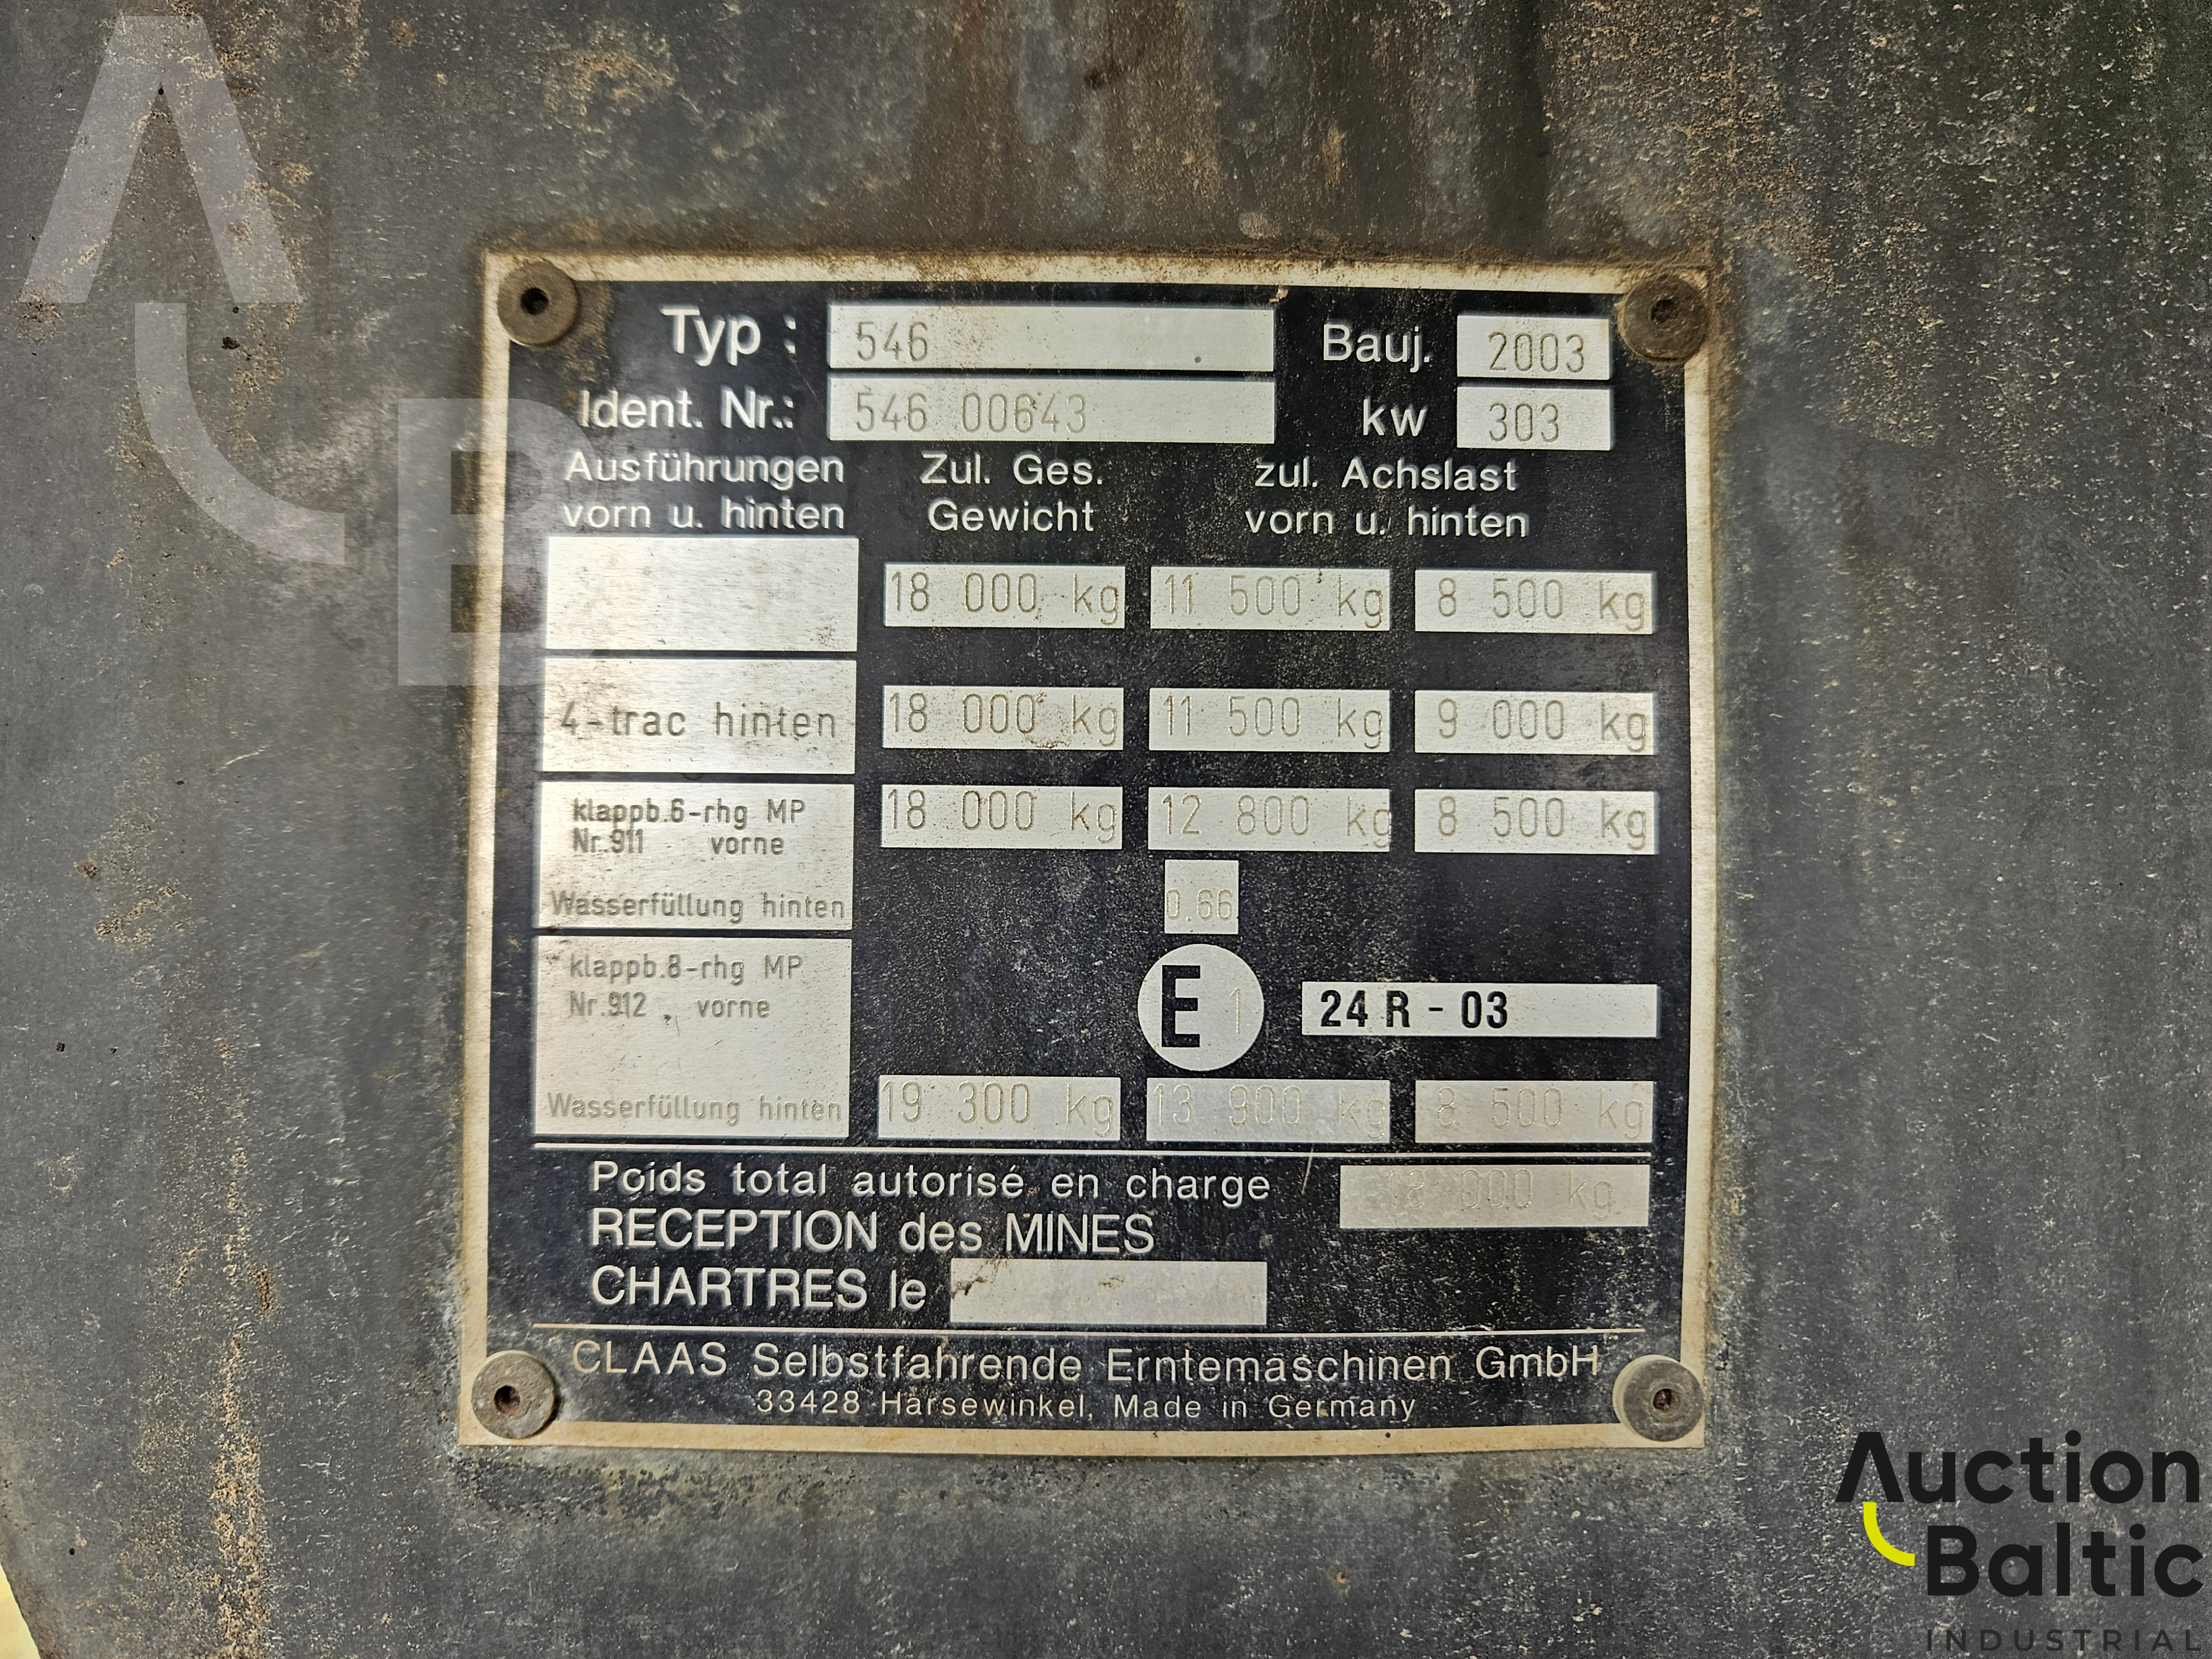 Typ : 546 Bauj. 2003
Ident. Nr.: 546 00643 kw 303
Ausführungen Zul. Ges. zul. Achslast
vorn u. hinten Gewicht vorn u. hinten
18 000 kg 11 500 kg 8 500 kg
4-trac hinten 18 000 kg 11 500 kg 9 000 kg
klappb.6-rhg MP 18 000 kg 12 800 kg 8 500 kg
Nr.911 vorne
Wasserfüllung hinten 0.66
klappb.8-rhg MP
Nr.912 vorne E 1 24 R - 03
Wasserfüllung hinten 19 300 kg 13 900 kg 8 500 kg
Poids total autorisé en charge 18 000 kg
RECEPTION des MINES
CHARTRES le
CLAAS Selbstfahrende Erntemaschinen GmbH
33428 Harsewinkel, Made in Germany
AB
Auction
Baltic
INDUSTRIAL